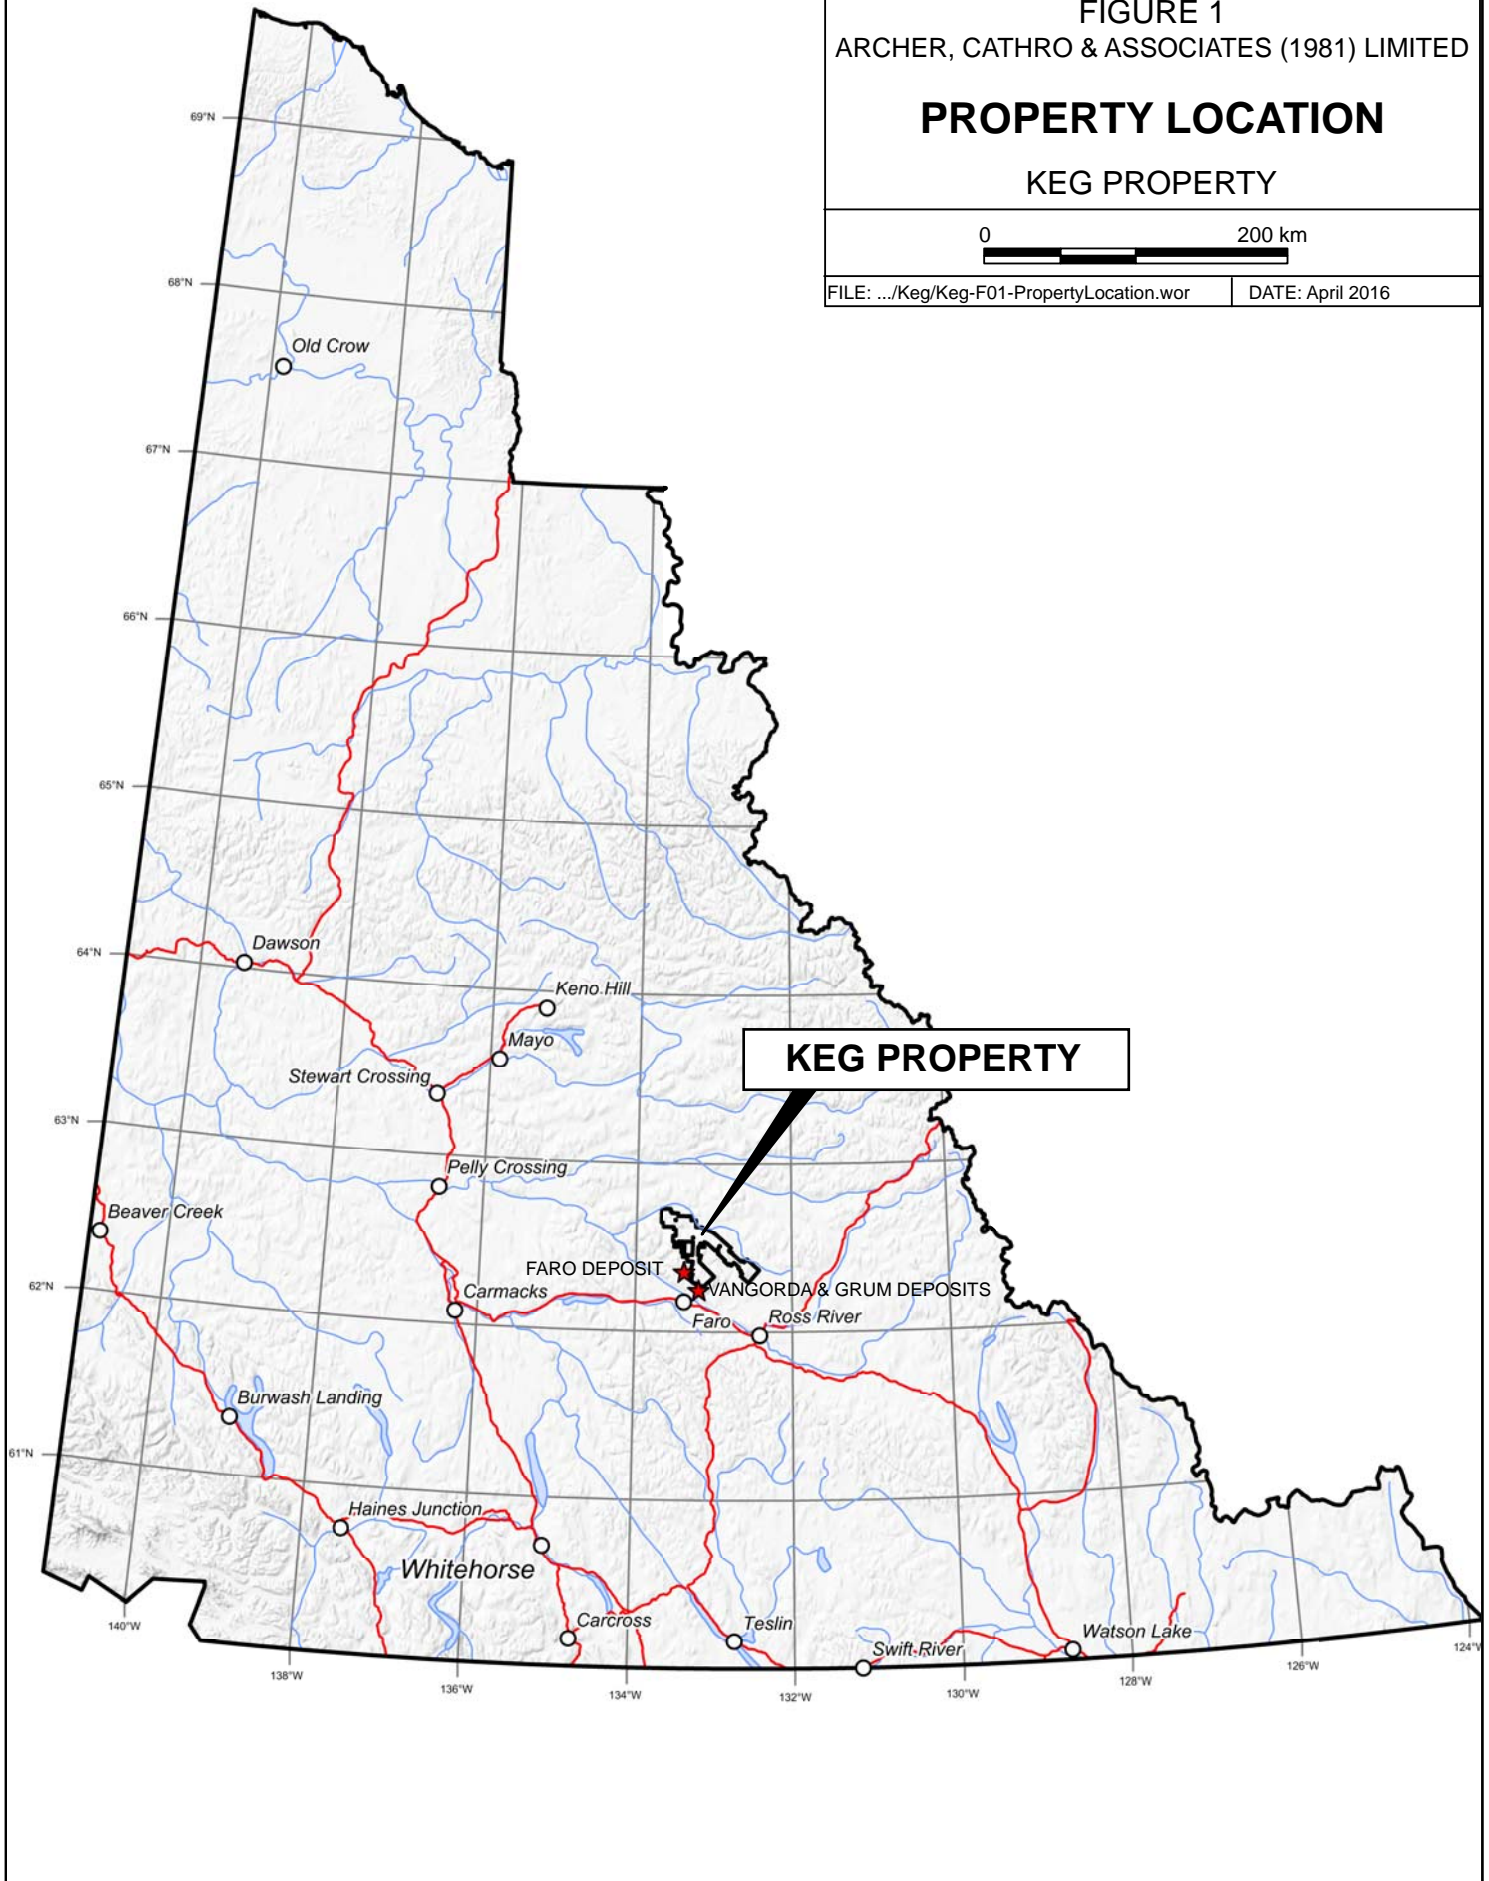 FIGURE 1
ARCHER, CATHRO & ASSOCIATES (1981) LIMITED
PROPERTY LOCATION
KEG PROPERTY
0 200 km
FILE: .../Keg/Keg-F01-PropertyLocation.wor DATE: April 2016
69°N
68°N
Old Crow
67°N
66°N
65°N
64°N
Dawson
Keno Hill
Mayo
KEG PROPERTY
Stewart Crossing
63°N
Pelly Crossing
Beaver Creek
FARO DEPOSIT
62°N
Carmacks
VANGORDA & GRUM DEPOSITS
Faro
Ross River
Burwash Landing
61°N
Haines Junction
Whitehorse
Carcross
Teslin
Swift River
Watson Lake
140°W
138°W
136°W
134°W
132°W
130°W
128°W
126°W
124°W